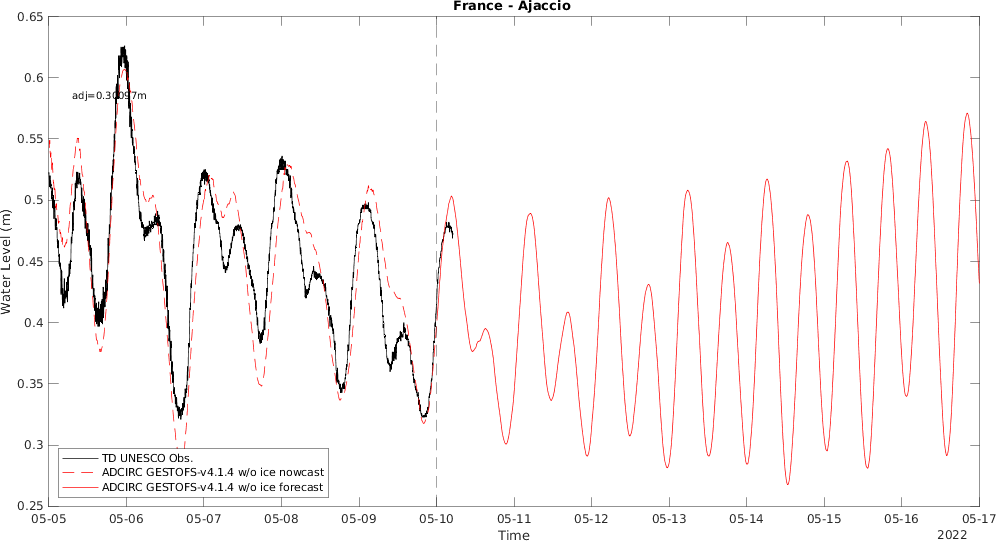 France - Ajaccio
0.65
0.6
0.55
0.5
0.45
0.4
0.35
0.3
0.25
Water Level (m)
adj=0.30097m
TD UNESCO Obs.
ADCIRC GESTOFS-v4.1.4 w/o ice nowcast
ADCIRC GESTOFS-v4.1.4 w/o ice forecast
05-05 05-06 05-07 05-08 05-09 05-10 05-11 05-12 05-13 05-14 05-15 05-16 05-17
Time
2022